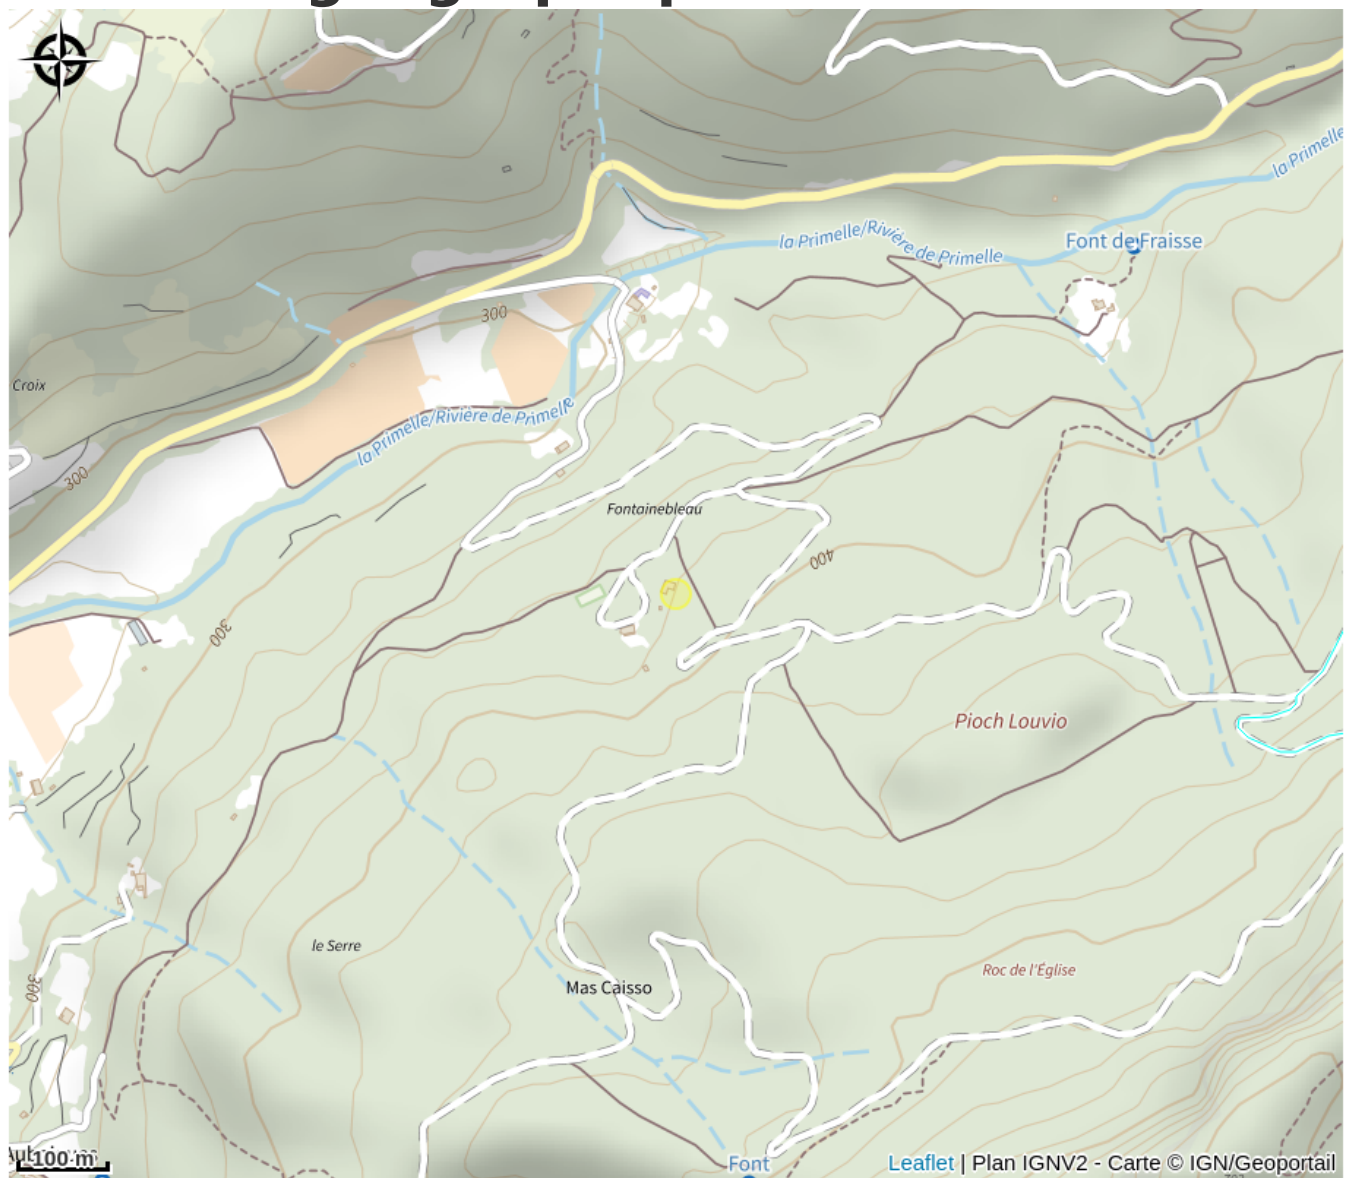 la Primelle
la Primelle/Rivière de Primelle
Font de Fraisse
300
Croix
la Primelle/Rivière de Primelle
300
Fontainebleau
400
300
Pioch Louvio
le Serre
Roc de l'Église
300
Mas Caisso
100 m
Font
Leaflet | Plan IGNV2 - Carte © IGN/Geoportail